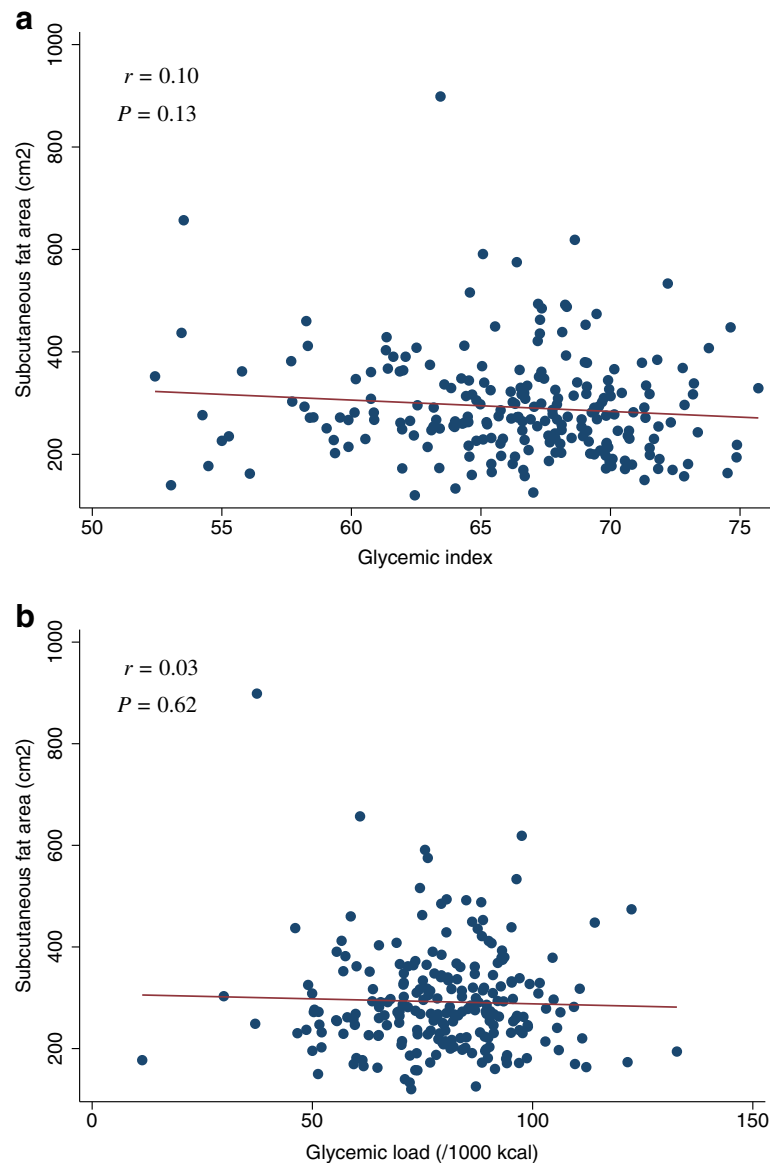 a
r = 0.10
P = 0.13
Subcutaneous fat area (cm2)
1000
800
600
400
200
50 55 60 65 70 75
Glycemic index
b
r = 0.03
P = 0.62
Subcutaneous fat area (cm2)
1000
800
600
400
200
0 50 100 150
Glycemic load (/1000 kcal)